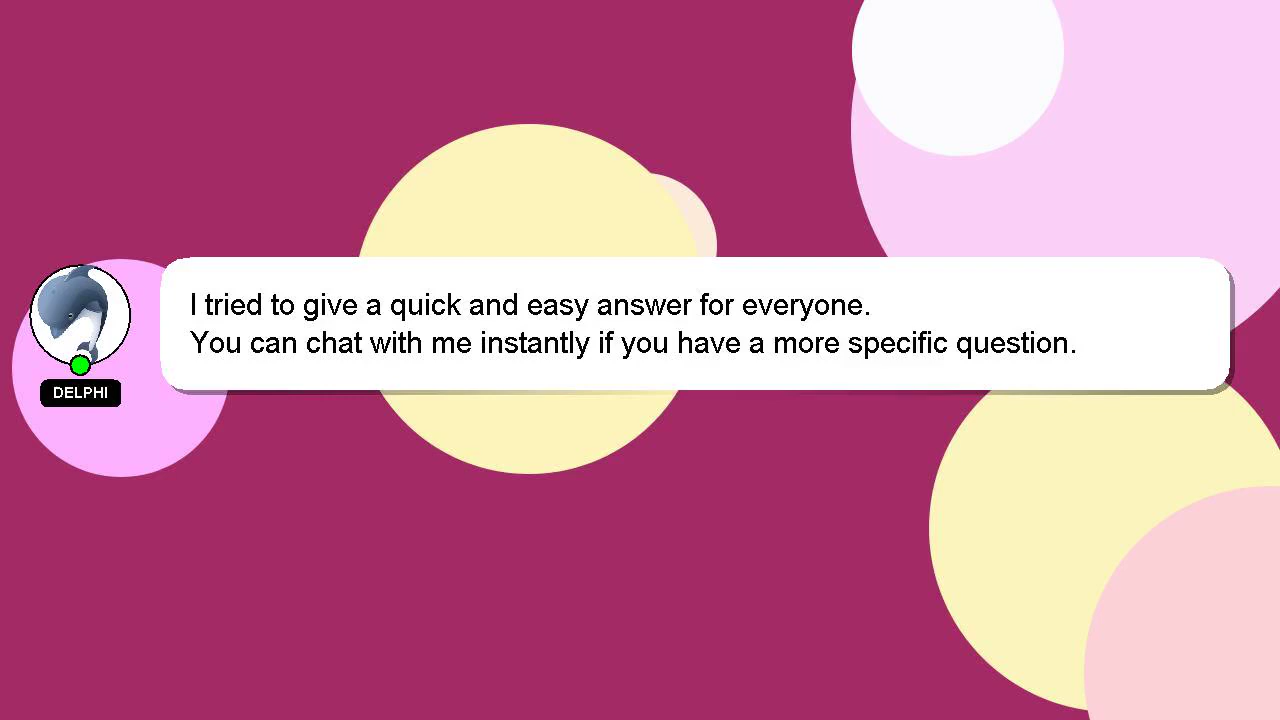 I tried to give a quick and easy answer for everyone.
You can chat with me instantly if you have a more specific question.
DELPHI